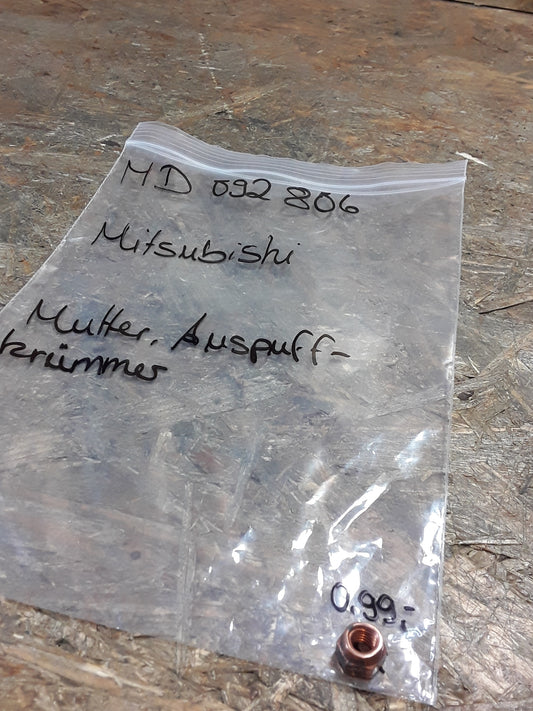 MD 092 806
Mitsubishi
Mutter, Auspuff-
krümmer
0.99,-